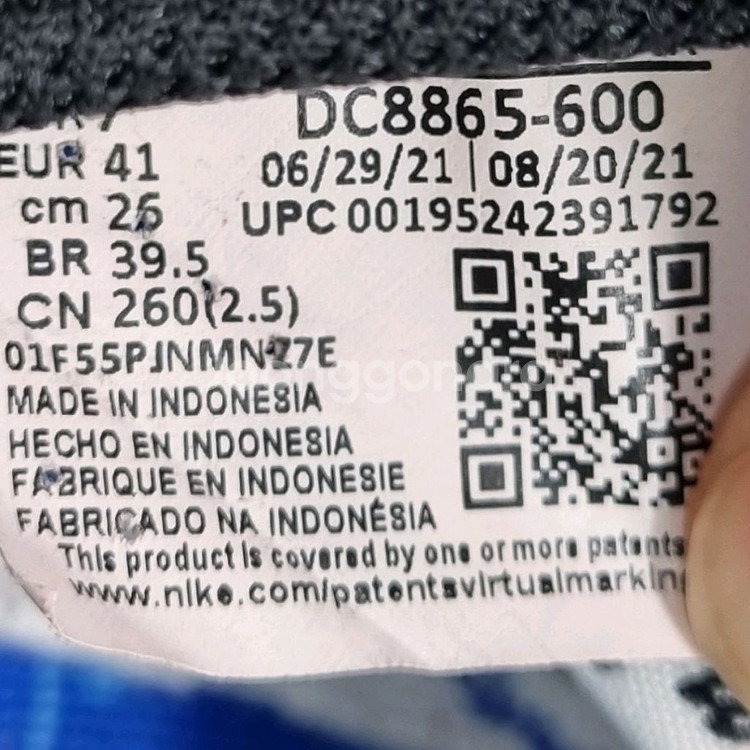 DC8865-600
EUR 41
06/29/21 | 08/20/21
cm 26
UPC 00195242391792
BR 39.5
CN 260(2.5)
01F55PJNMN27E
MADE IN INDONESIA
HECHO EN INDONESIA
FABRIQUE EN INDONESIE
FABRICADO NA INDONÉSIA
This product is covered by one or more patents
www.nike.com/patentsvirtualmarkin